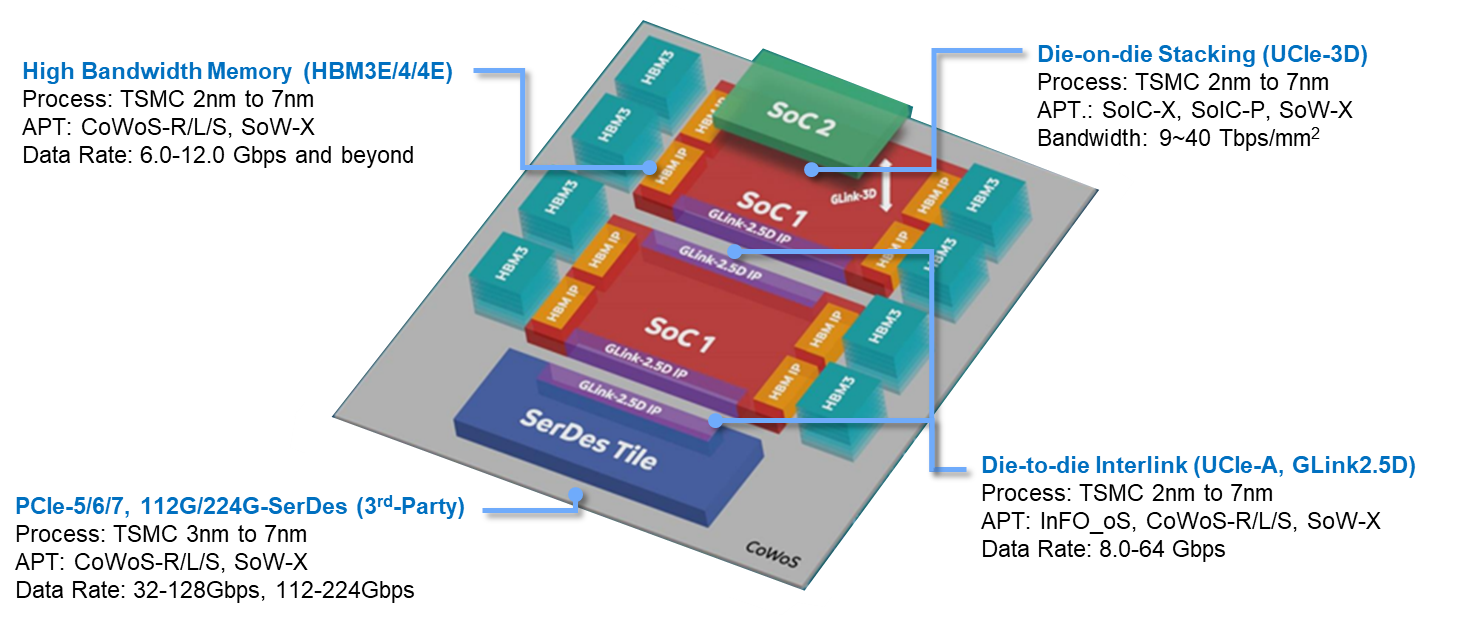 High Bandwidth Memory (HBM3E/4/4E)
Process: TSMC 2nm to 7nm
APT: CoWoS-R/L/S, SoW-X
Data Rate: 6.0-12.0 Gbps and beyond
Die-on-die Stacking (UCIe-3D)
Process: TSMC 2nm to 7nm
APT.: SoIC-X, SoIC-P, SoW-X
Bandwidth: 9~40 Tbps/mm²
HBM3
HBM3
HBM3
HBM3
HBM IP
HBM IP
SoC 2
SoC 1
GLink-3D
GLink-2.5D IP
HBM IP
HBM IP
HBM3
HBM3
GLink-2.5D IP
HBM IP
HBM IP
SoC 1
HBM IP
HBM IP
HBM3
HBM3
GLink-2.5D IP
GLink-2.5D IP
SerDes Tile
CoWoS
PCIe-5/6/7, 112G/224G-SerDes (3rd-Party)
Process: TSMC 3nm to 7nm
APT: CoWoS-R/L/S, SoW-X
Data Rate: 32-128Gbps, 112-224Gbps
Die-to-die Interlink (UCIe-A, GLink2.5D)
Process: TSMC 2nm to 7nm
APT: InFO_oS, CoWoS-R/L/S, SoW-X
Data Rate: 8.0-64 Gbps